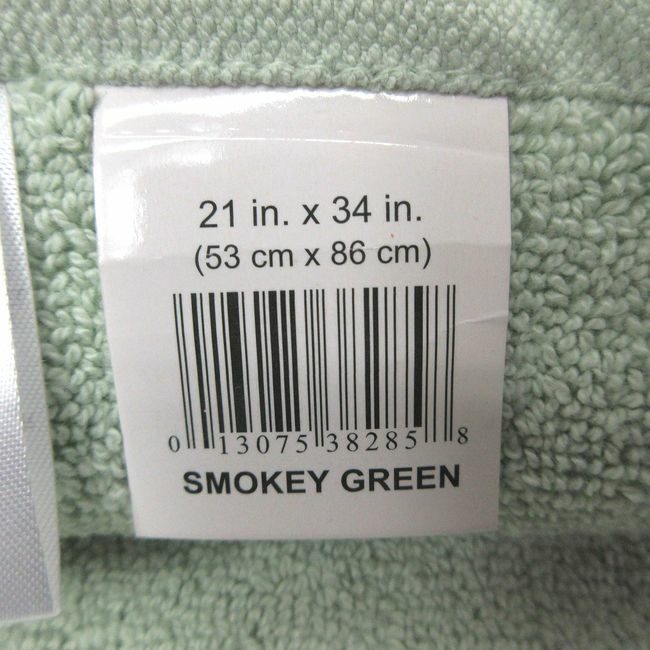 21 in. x 34 in.
(53 cm x 86 cm)
0 13075 38285 8
SMOKEY GREEN